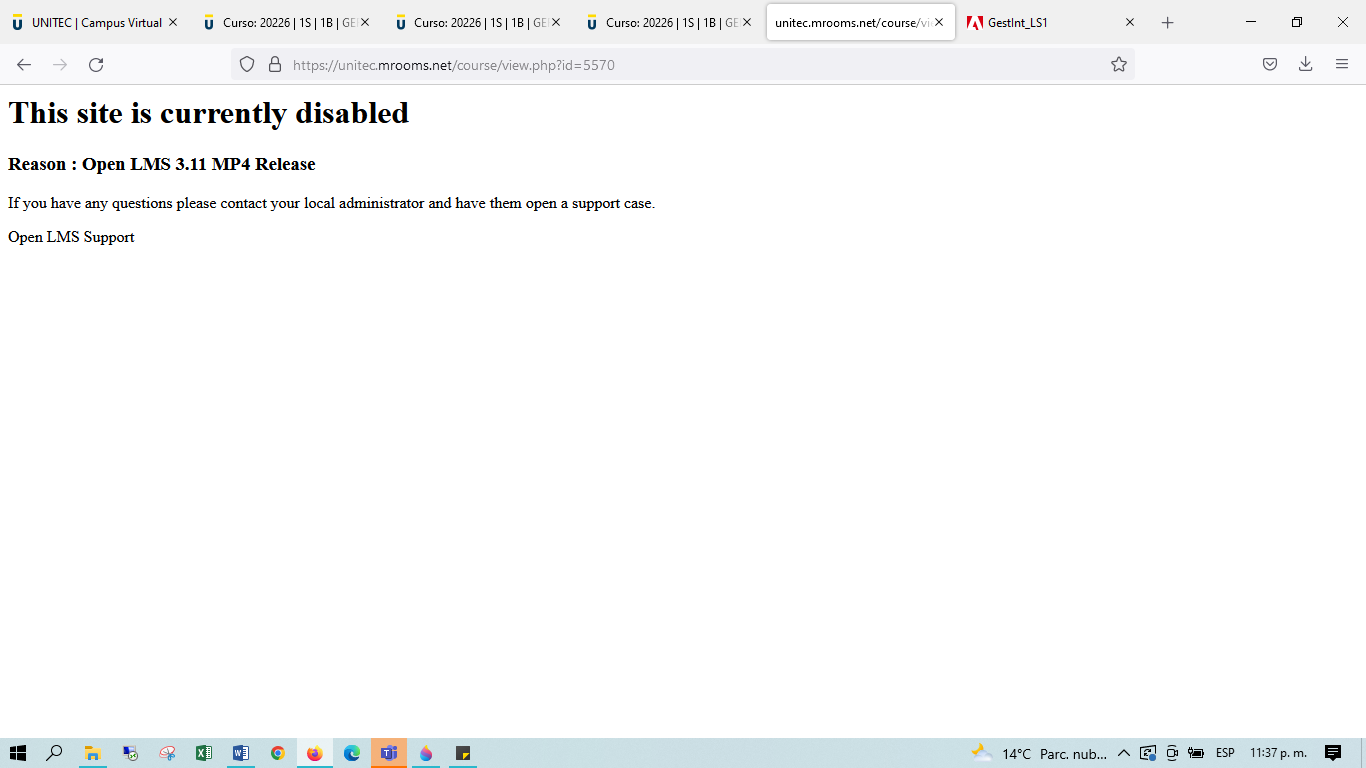 UNITEC | Campus Virtual
Curso: 20226 | 1S | 1B | GE
Curso: 20226 | 1S | 1B | GE
Curso: 20226 | 1S | 1B | GE
unitec.mrooms.net/course/vi
GestInt_LS1
https://unitec.mrooms.net/course/view.php?id=5570
This site is currently disabled
Reason : Open LMS 3.11 MP4 Release
If you have any questions please contact your local administrator and have them open a support case.
Open LMS Support
14°C Parc. nub... ESP 11:37 p. m.